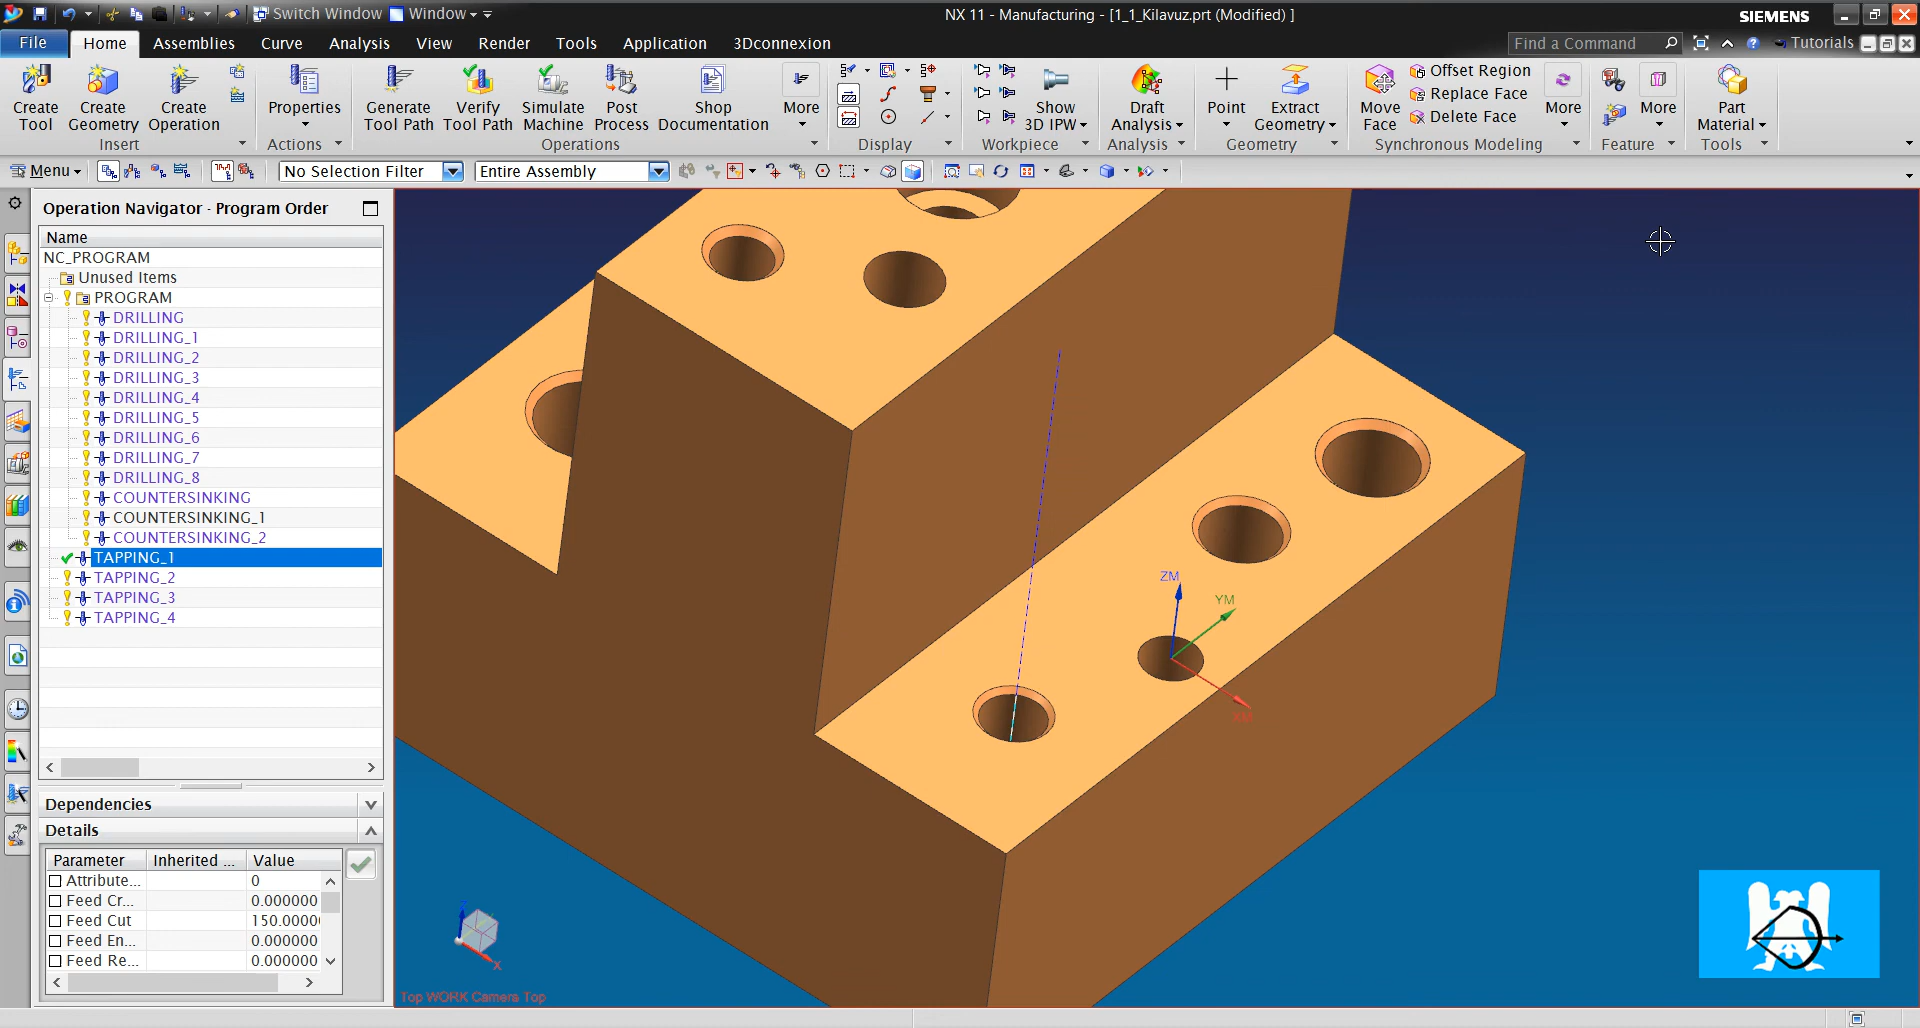 Switch Window Window NX 11 - Manufacturing - [1_1_Kilavuz.prt (Modified) ] SIEMENS
File Home Assemblies Curve Analysis View Render Tools Application 3Dconnexion Find a Command Tutorials
Create Tool Create Geometry Create Operation Properties Generate Tool Path Verify Tool Path Simulate Machine Post Process Shop Documentation More Show 3D IPW Draft Analysis Point Extract Geometry Move Face Offset Region Replace Face Delete Face More More Part Material
Insert Actions Operations Display Workpiece Analysis Geometry Synchronous Modeling Feature Tools
Menu No Selection Filter Entire Assembly
Operation Navigator - Program Order
Name
NC_PROGRAM
Unused Items
PROGRAM
DRILLING
DRILLING_1
DRILLING_2
DRILLING_3
DRILLING_4
DRILLING_5
DRILLING_6
DRILLING_7
DRILLING_8
COUNTERSINKING
COUNTERSINKING_1
COUNTERSINKING_2
TAPPING_1
TAPPING_2
TAPPING_3
TAPPING_4
ZM
YM
XM
Dependencies
Details
Parameter Inherited ... Value
Attribute... 0
Feed Cr... 0.000000
Feed Cut 150.0000
Feed En... 0.000000
Feed Re... 0.000000
X
Top WORK Camera Top